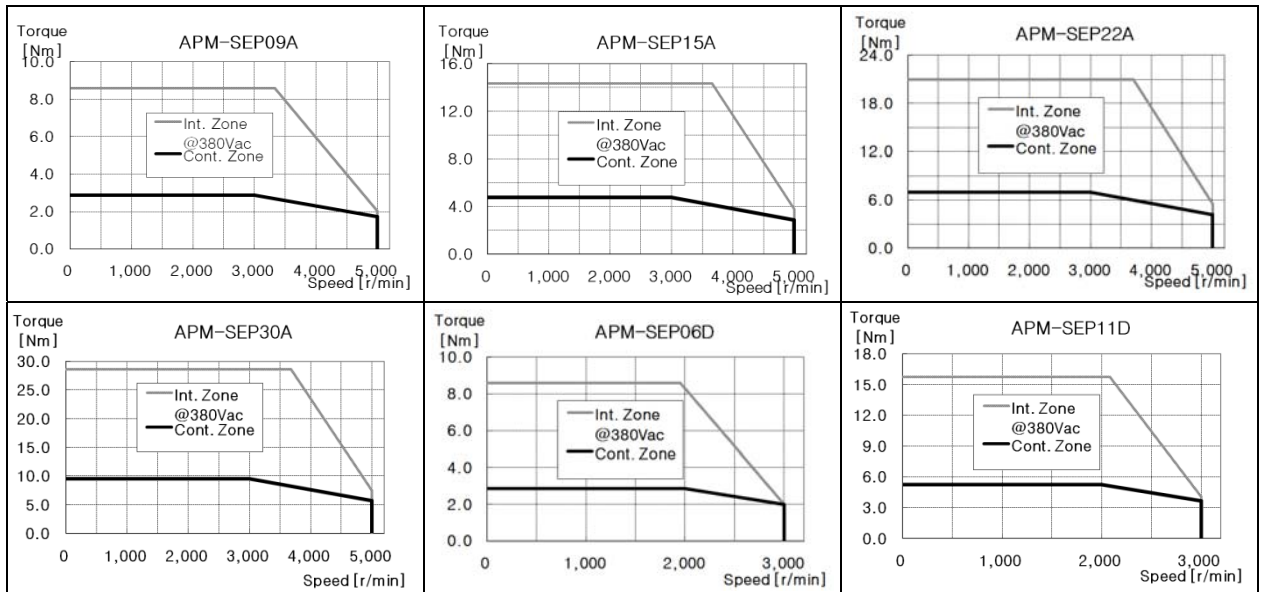 Torque
[Nm]
APM-SEP09A
10.0
8.0
6.0
4.0
2.0
0.0
Int. Zone
@380Vac
Cont. Zone
0 1,000 2,000 3,000 4,000 5,000
Speed [r/min]
Torque
[Nm]
APM-SEP15A
16.0
12.0
8.0
4.0
0.0
Int. Zone
@380Vac
Cont. Zone
0 1,000 2,000 3,000 4,000 5,000
Speed [r/min]
Torque
[Nm]
APM-SEP22A
24.0
18.0
12.0
6.0
0.0
Int. Zone
@380Vac
Cont. Zone
0 1,000 2,000 3,000 4,000 5,000
Speed [r/min]
Torque
[Nm]
APM-SEP30A
30.0
25.0
20.0
15.0
10.0
5.0
0.0
Int. Zone
@380Vac
Cont. Zone
0 1,000 2,000 3,000 4,000 5,000
Speed [r/min]
Torque
[Nm]
APM-SEP06D
10.0
8.0
6.0
4.0
2.0
0.0
Int. Zone
@380Vac
Cont. Zone
0 1,000 2,000 3,000
Speed [r/min]
Torque
[Nm]
APM-SEP11D
18.0
15.0
12.0
9.0
6.0
3.0
0.0
Int. Zone
@380Vac
Cont. Zone
0 1,000 2,000 3,000
Speed [r/min]